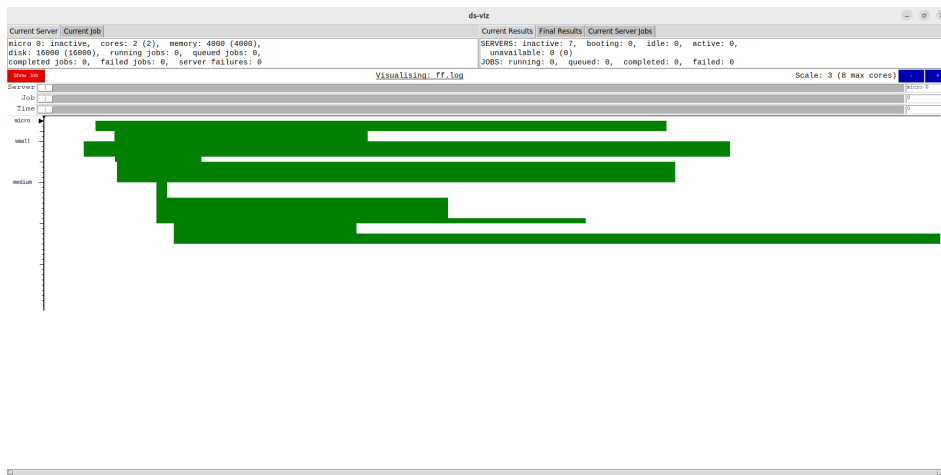 ds-viz
Current Server Current Job
Current Results Final Results Current Server Jobs
micro 0: inactive, cores: 2 (2), memory: 4000 (4000),
disk: 16000 (16000), running jobs: 0, queued jobs: 0,
completed jobs: 0, failed jobs: 0, server failures: 0
SERVERS: inactive: 7, booting: 0, idle: 0, active: 0,
unavailable: 0 (0)
JOBS: running: 0, queued: 0, completed: 0, failed: 0
Show Job
Visualising: ff.log
Scale: 3 (8 max cores)
- +
Server
micro 0
Job
0
Time
0
micro
small
medium